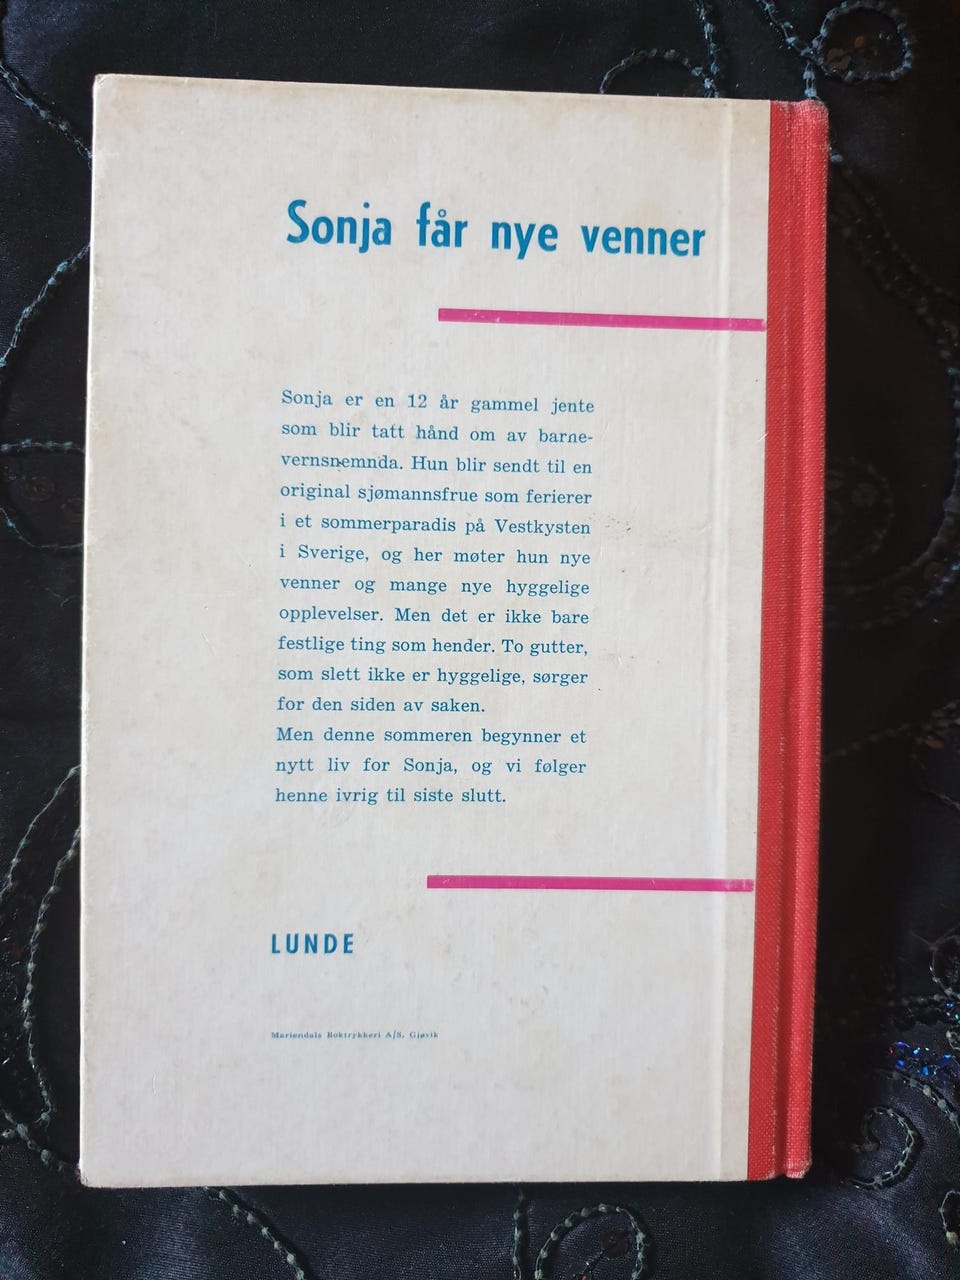 Sonja får nye venner
Sonja er en 12 år gammel jente
som blir tatt hånd om av barne-
vernsnemnda. Hun blir sendt til en
original sjømannsfrue som ferierer
i et sommerparadis på Vestkysten
i Sverige, og her møter hun nye
venner og mange nye hyggelige
opplevelser. Men det er ikke bare
festlige ting som hender. To gutter,
som slett ikke er hyggelige, sørger
for den siden av saken.
Men denne sommeren begynner et
nytt liv for Sonja, og vi følger
henne ivrig til siste slutt.
LUNDE
Mariendals Boktrykkeri A/S, Gjøvik